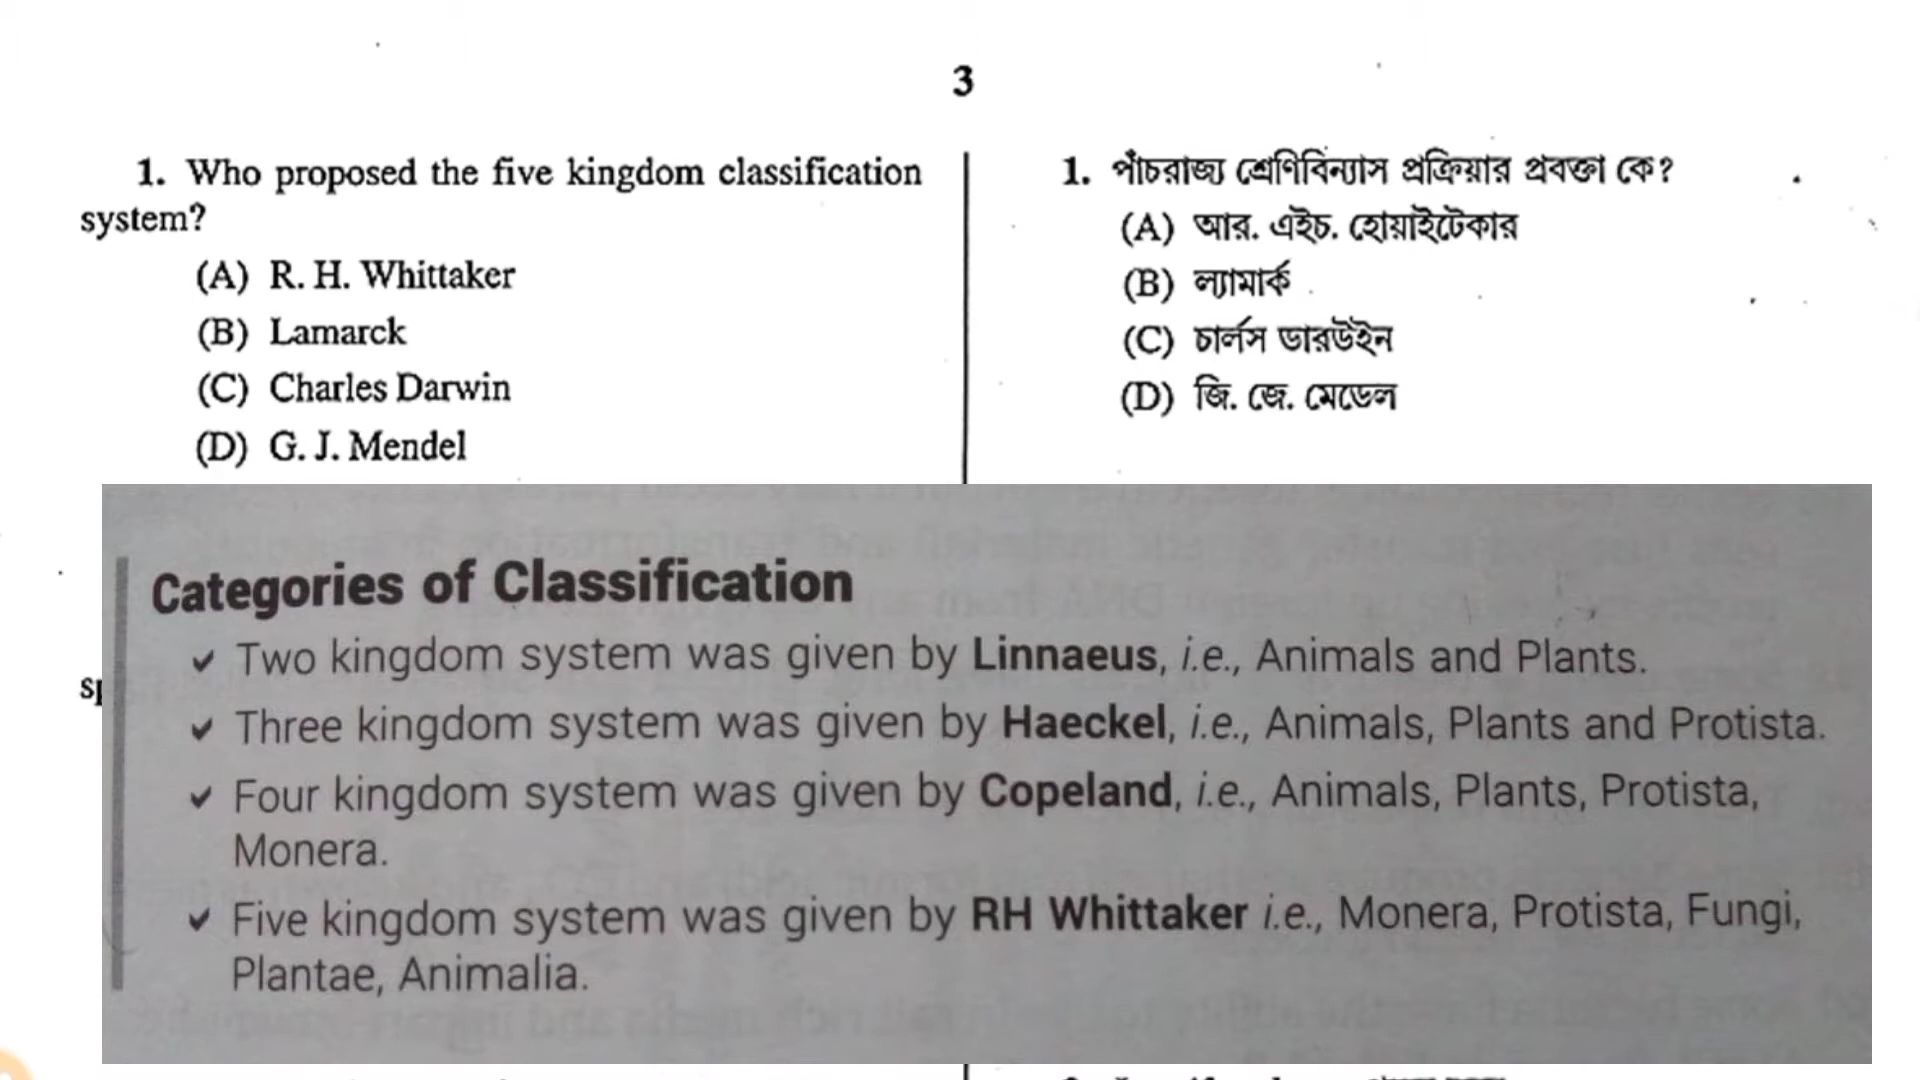 3
1. Who proposed the five kingdom classification
system?
(A) R. H. Whittaker
(B) Lamarck
(C) Charles Darwin
(D) G. J. Mendel
1. পাঁচরাজ্য শ্রেণিবিন্যাস প্রক্রিয়ার প্রবক্তা কে?
(A) আর. এইচ. হোয়াইটেকার
(B) ল্যামার্ক
(C) চার্লস ডারউইন
(D) জি. জে. মেন্ডেল
Categories of Classification
✓ Two kingdom system was given by Linnaeus, i.e., Animals and Plants.
✓ Three kingdom system was given by Haeckel, i.e., Animals, Plants and Protista.
✓ Four kingdom system was given by Copeland, i.e., Animals, Plants, Protista,
Monera.
✓ Five kingdom system was given by RH Whittaker i.e., Monera, Protista, Fungi,
Plantae, Animalia.